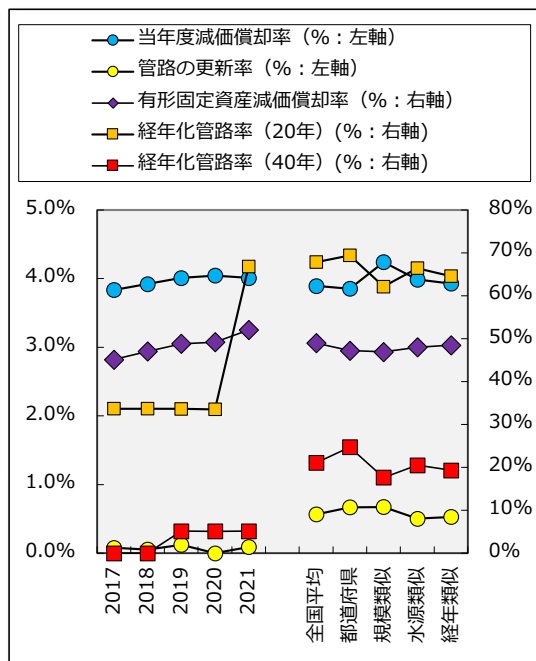 当年度減価償却率（%：左軸）
管路の更新率（%：左軸）
有形固定資産減価償却率（%：右軸）
経年化管路率（20年）(%：右軸)
経年化管路率（40年）(%：右軸)
5.0%
4.0%
3.0%
2.0%
1.0%
0.0%
80%
70%
60%
50%
40%
30%
20%
10%
0%
2017
2018
2019
2020
2021
全国平均
都道府県
規模類似
水源類似
経年類似